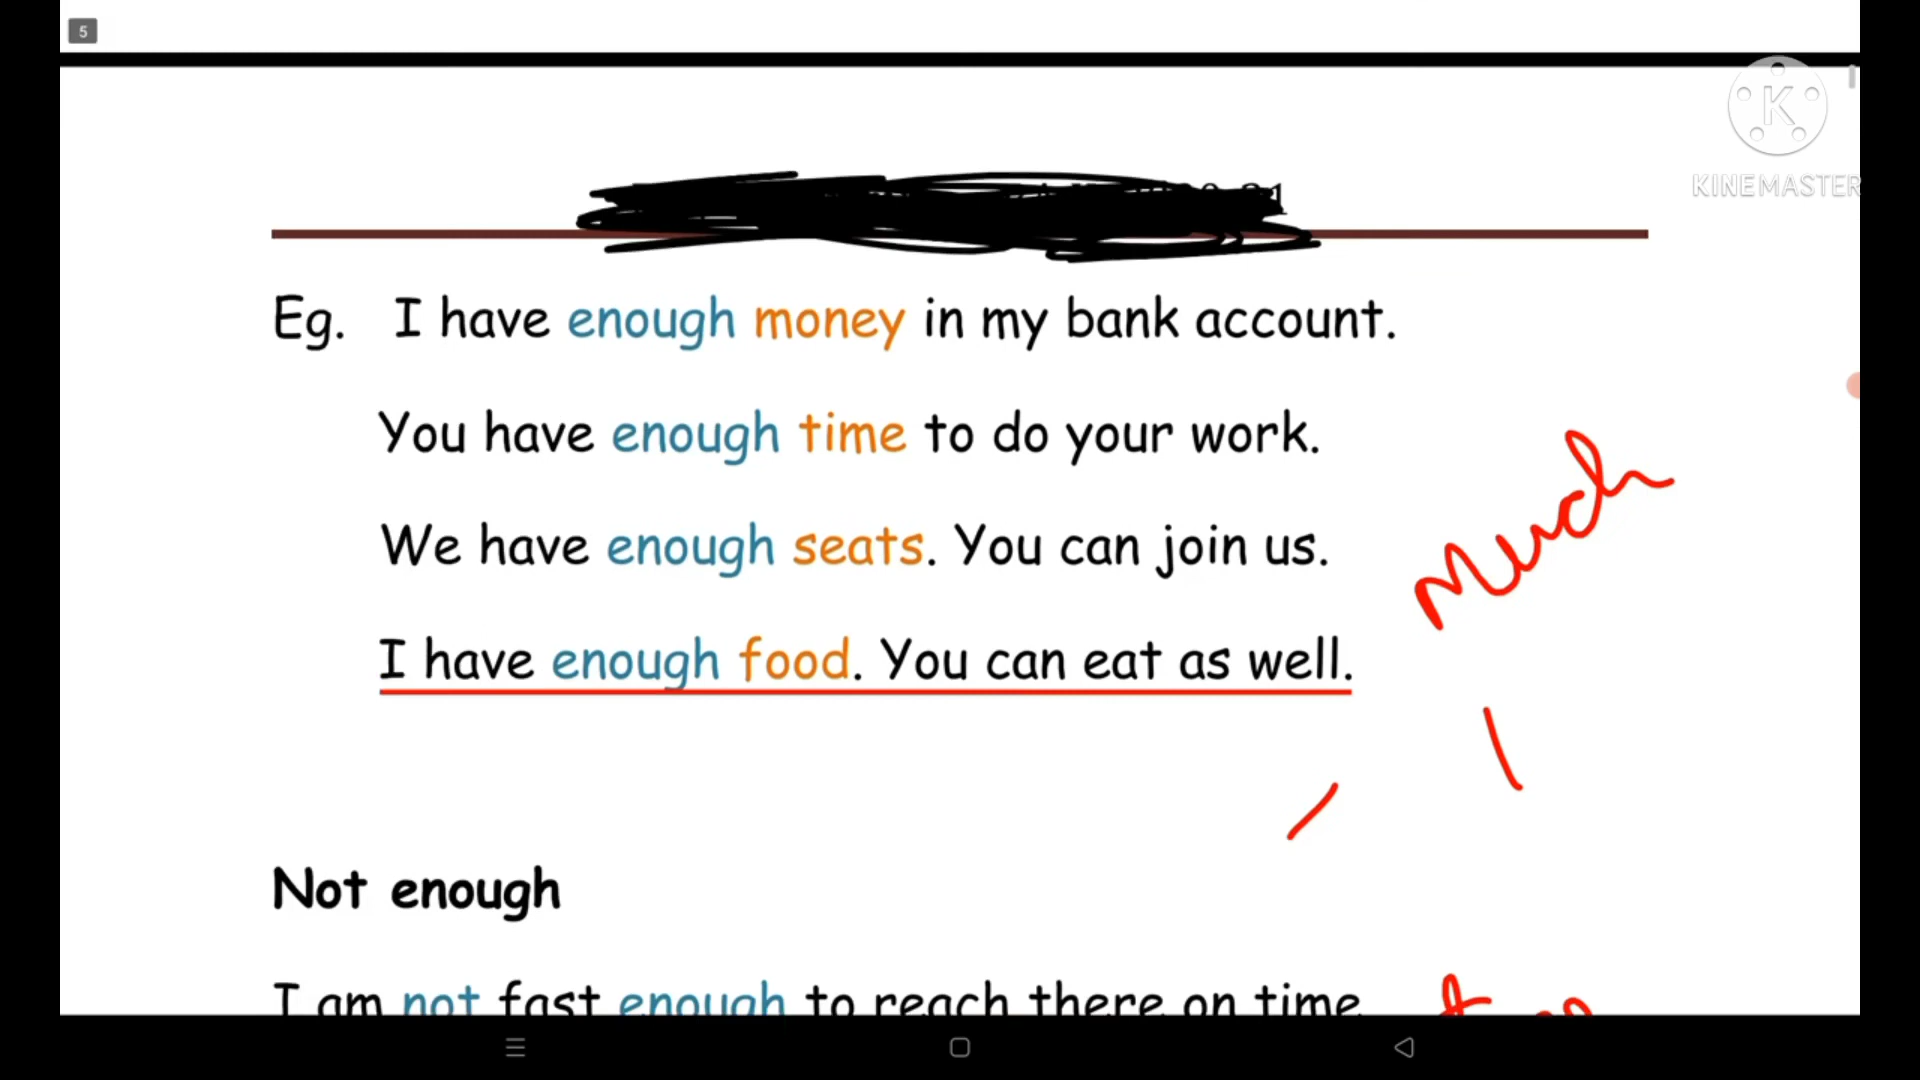 5
KINEMASTER
Eg. I have enough money in my bank account.
You have enough time to do your work.
We have enough seats. You can join us.
Much
I have enough food. You can eat as well.
Not enough
I am not fast enough to reach there on time